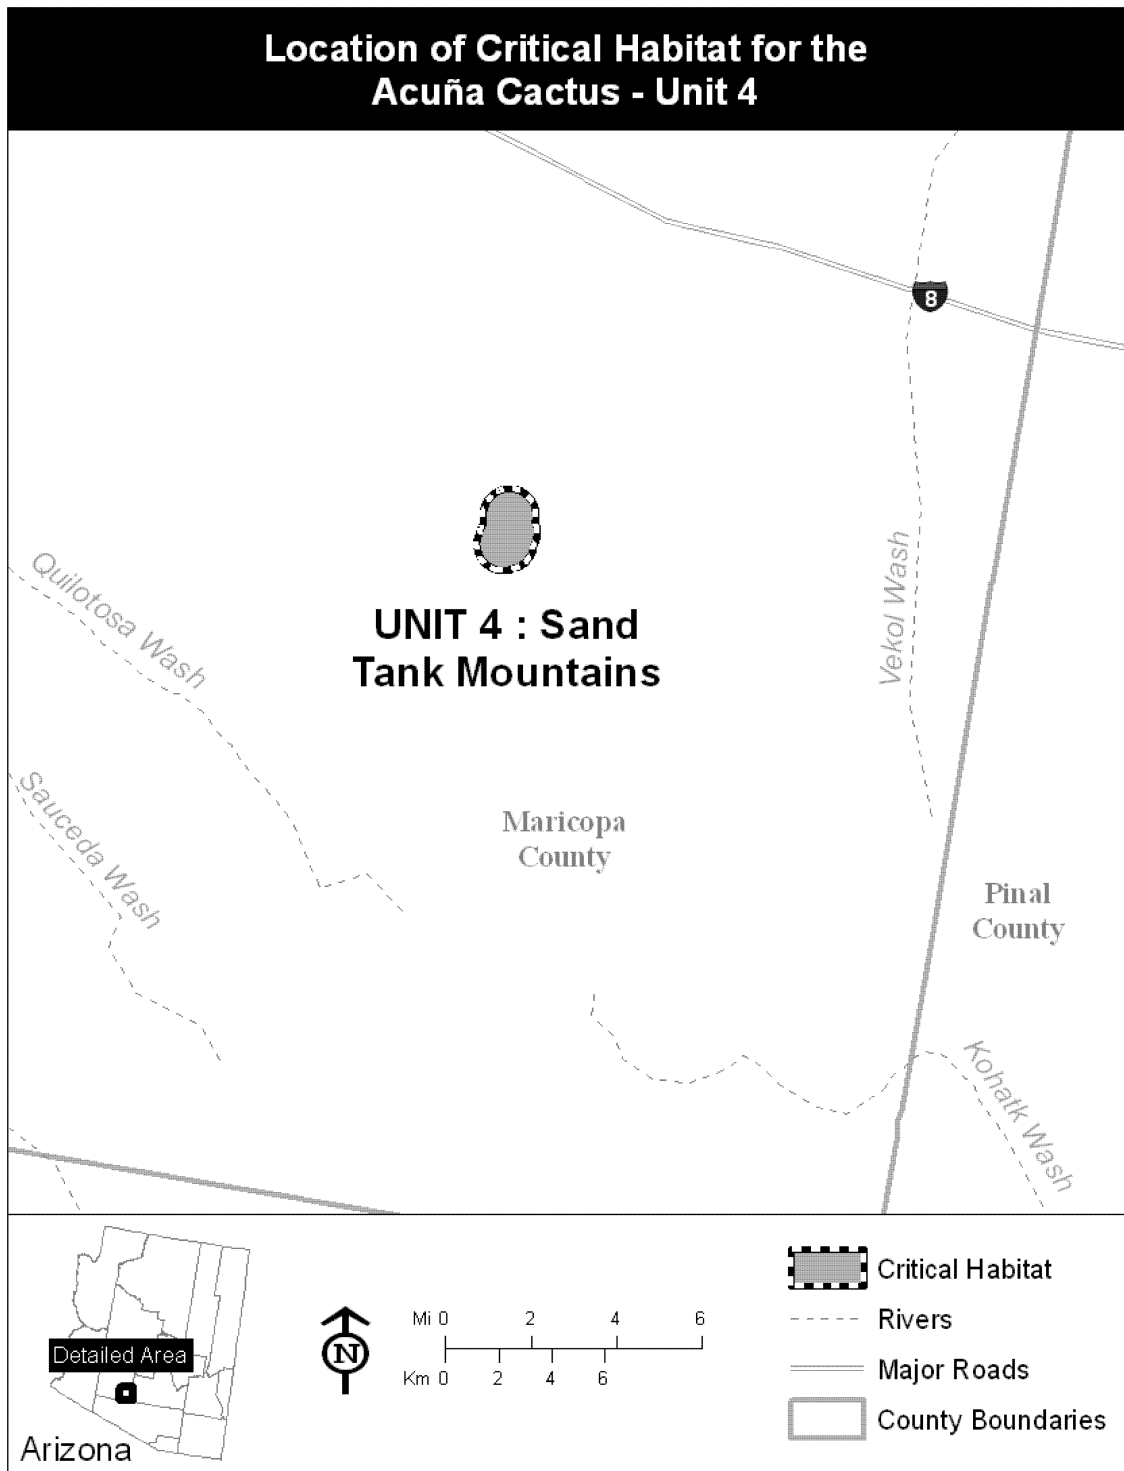 Location of Critical Habitat for the
Acuña Cactus - Unit 4
8
Quilotosa Wash
UNIT 4 : Sand
Tank Mountains
Vekol Wash
Sauceda Wash
Maricopa
County
Pinal
County
Kohatk Wash
Detailed Area
Arizona
N
Mi 0 2 4 6
Km 0 2 4 6
Critical Habitat
Rivers
Major Roads
County Boundaries